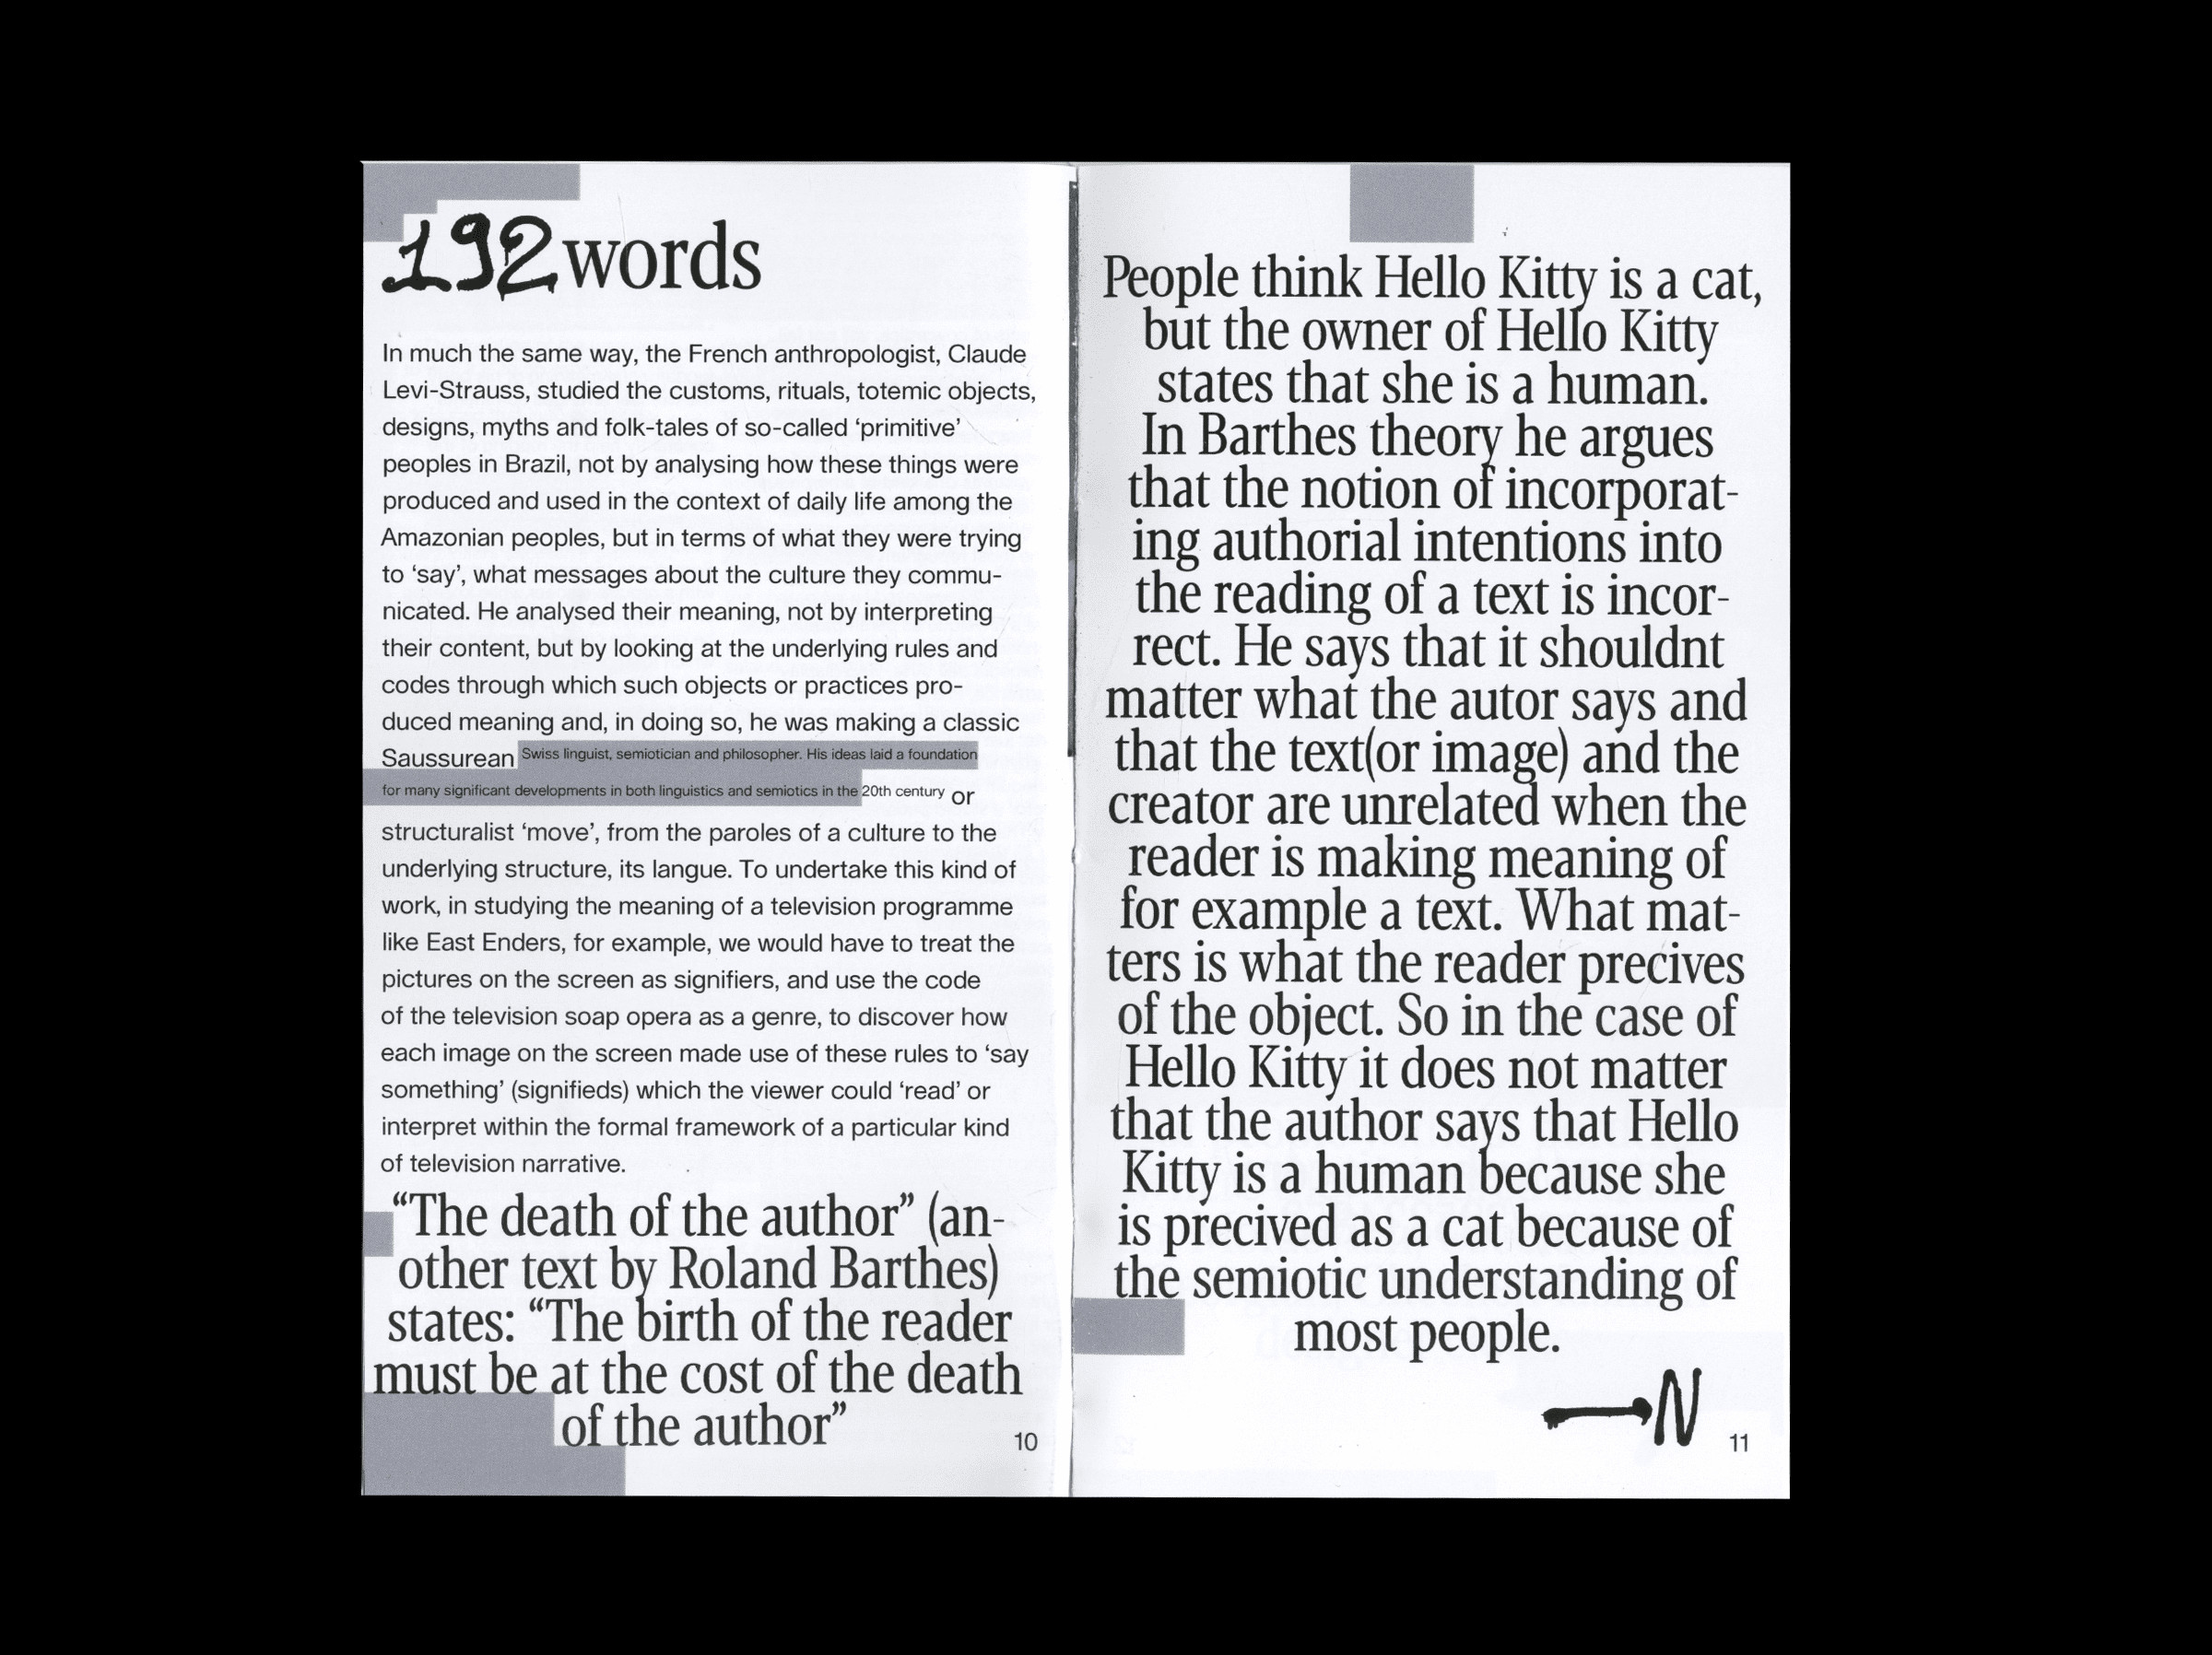 192 words
In much the same way, the French anthropologist, Claude
Levi-Strauss, studied the customs, rituals, totemic objects,
designs, myths and folk-tales of so-called ‘primitive’
peoples in Brazil, not by analysing how these things were
produced and used in the context of daily life among the
Amazonian peoples, but in terms of what they were trying
to ‘say’, what messages about the culture they commu-
nicated. He analysed their meaning, not by interpreting
their content, but by looking at the underlying rules and
codes through which such objects or practices pro-
duced meaning and, in doing so, he was making a classic
Saussurean Swiss linguist, semiotician and philosopher. His ideas laid a foundation
for many significant developments in both linguistics and semiotics in the 20th century or
structuralist ‘move’, from the paroles of a culture to the
underlying structure, its langue. To undertake this kind of
work, in studying the meaning of a television programme
like East Enders, for example, we would have to treat the
pictures on the screen as signifiers, and use the code
of the television soap opera as a genre, to discover how
each image on the screen made use of these rules to ‘say
something’ (signifieds) which the viewer could ‘read’ or
interpret within the formal framework of a particular kind
of television narrative.
“The death of the author” (an-
other text by Roland Barthes)
states: “The birth of the reader
must be at the cost of the death
of the author”
10
People think Hello Kitty is a cat,
but the owner of Hello Kitty
states that she is a human.
In Barthes theory he argues
that the notion of incorporat-
ing authorial intentions into
the reading of a text is incor-
rect. He says that it shouldnt
matter what the autor says and
that the text(or image) and the
creator are unrelated when the
reader is making meaning of
for example a text. What mat-
ters is what the reader precives
of the object. So in the case of
Hello Kitty it does not matter
that the author says that Hello
Kitty is a human because she
is precived as a cat because of
the semiotic understanding of
most people.
N
11